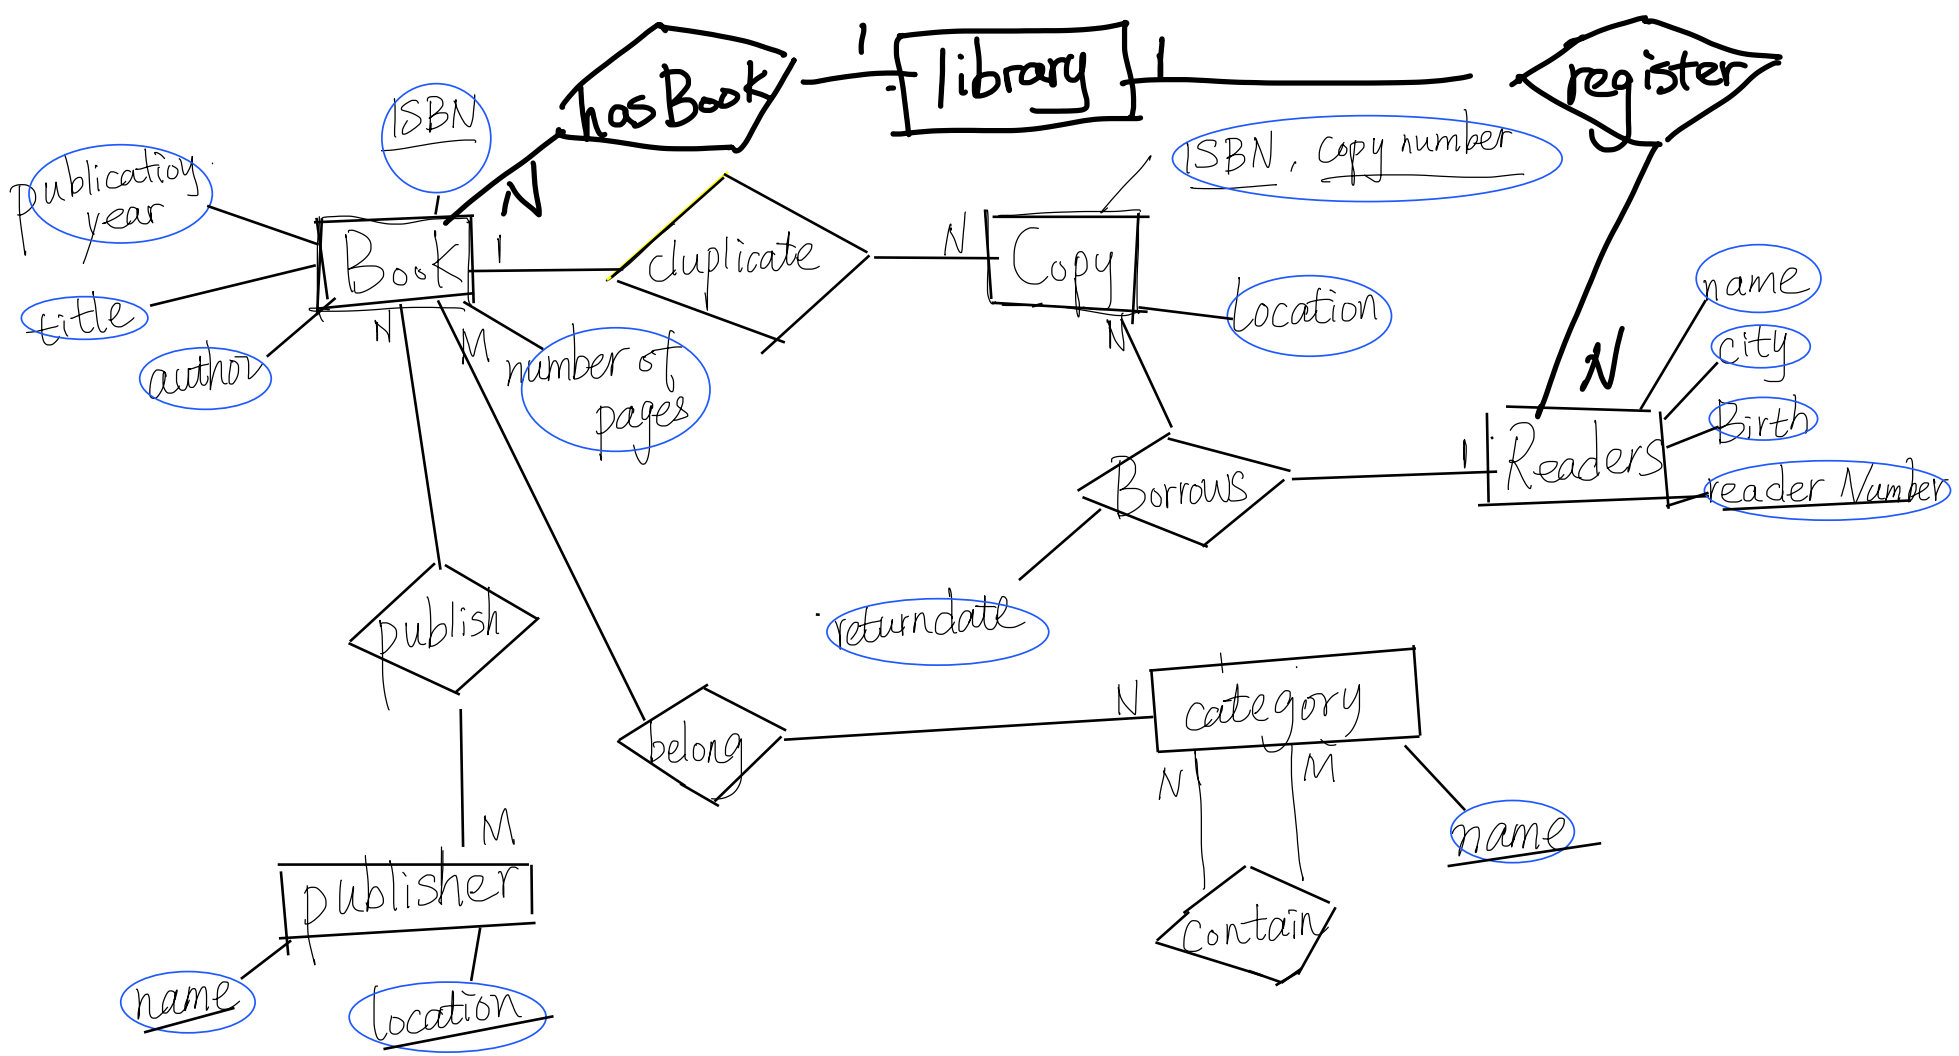 1
library
1
register
hasBook
ISBN
N
ISBN, copy number
publication
year
Book
1
duplicate
N
Copy
name
title
N
M
number of
pages
author
N
Location
city
N
Birth
Borrows
1
Readers
reader Number
publish
returndate
belong
N
category
N
M
M
name
publisher
contain
name
location